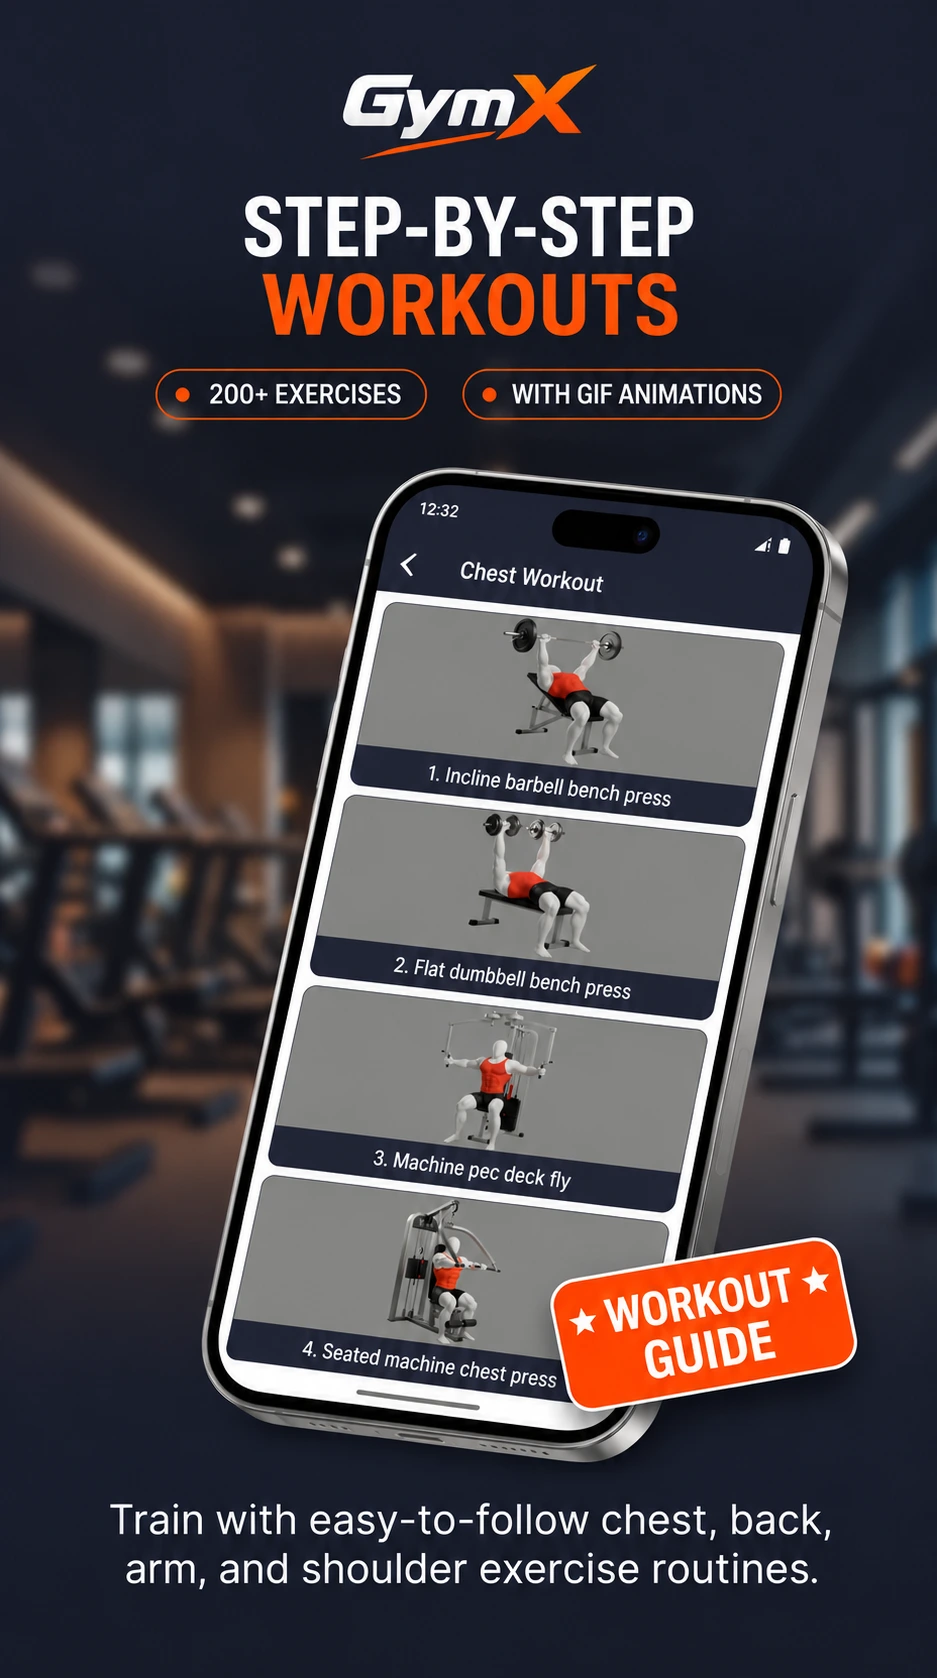 GymX
STEP-BY-STEP
WORKOUTS
200+ EXERCISES
WITH GIF ANIMATIONS
12:32
Chest Workout
1. Incline barbell bench press
2. Flat dumbbell bench press
3. Machine pec deck fly
4. Seated machine chest press
WORKOUT
GUIDE
Train with easy-to-follow chest, back,
arm, and shoulder exercise routines.